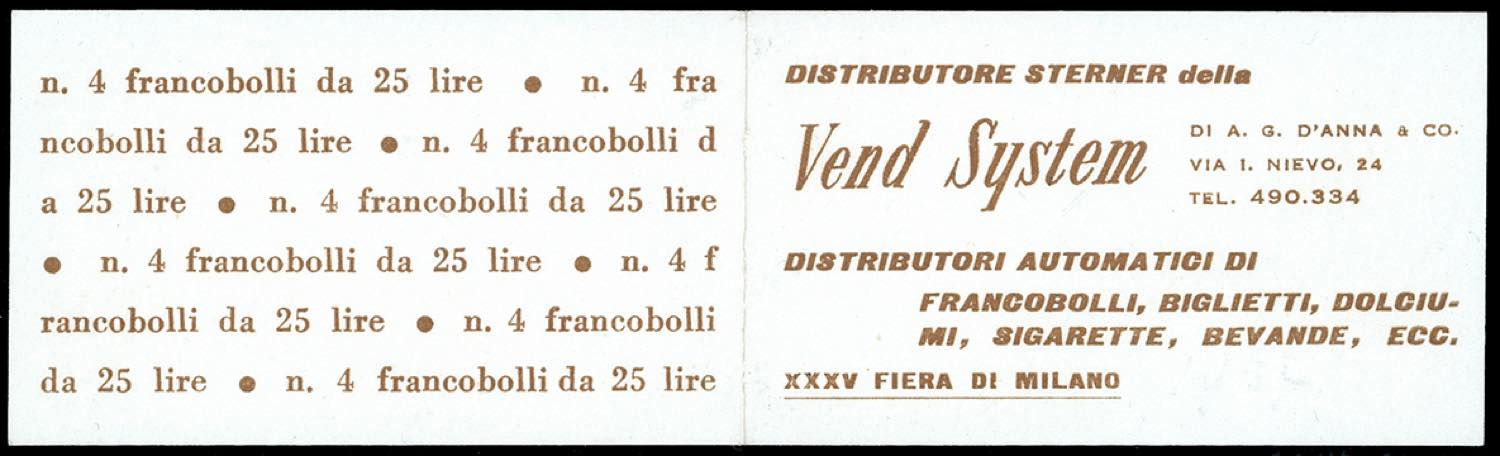 n. 4 francobolli da 25 lire ● n. 4 fra
ncobolli da 25 lire ● n. 4 francobolli d
a 25 lire ● n. 4 francobolli da 25 lire
● n. 4 francobolli da 25 lire ● n. 4 f
rancobolli da 25 lire ● n. 4 francobolli
da 25 lire ● n. 4 francobolli da 25 lire
DISTRIBUTORE STERNER della
Vend System
DI A. G. D'ANNA & CO.
VIA I. NIEVO, 24
TEL. 490.334
DISTRIBUTORI AUTOMATICI DI
FRANCOBOLLI, BIGLIETTI, DOLCIU-
MI, SIGARETTE, BEVANDE, ECC.
XXXV FIERA DI MILANO